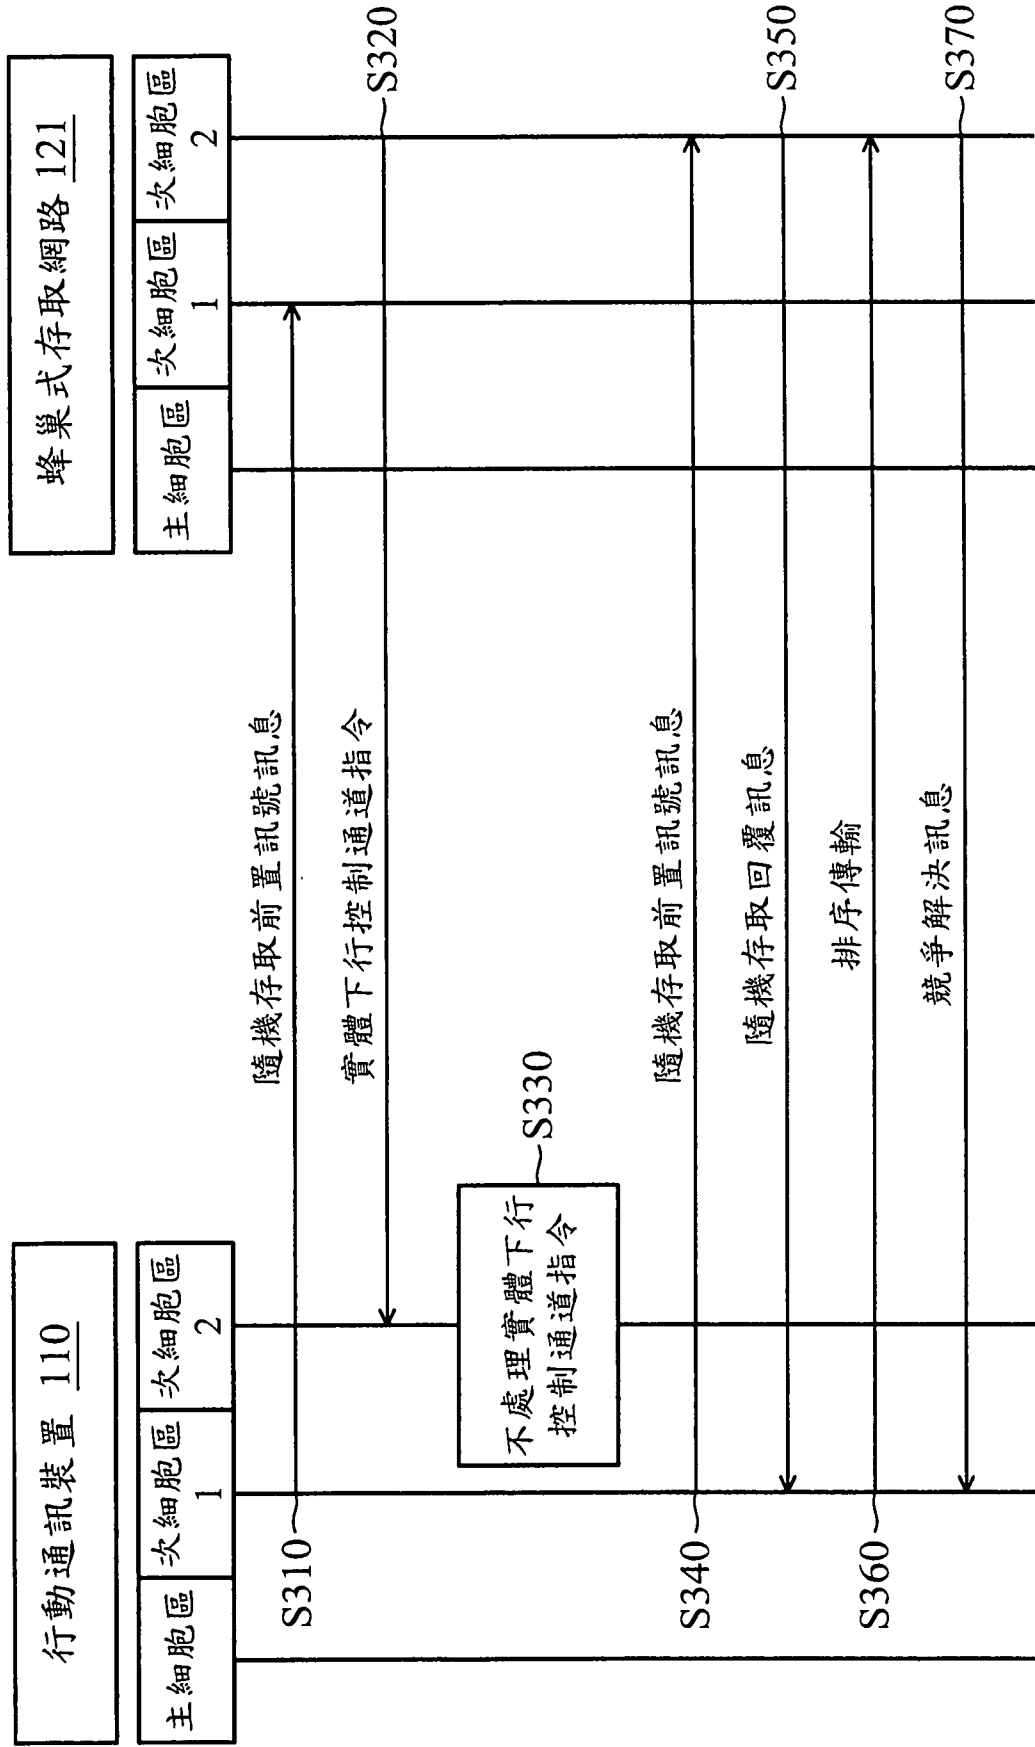 行動通訊裝置 110
主細胞區
次細胞區
1
次細胞區
2
蜂巢式存取網路 121
主細胞區
次細胞區
1
次細胞區
2
S310
隨機存取前置訊號訊息
實體下行控制通道指令
S320
不處理實體下行
控制通道指令
S330
S340
隨機存取前置訊號訊息
隨機存取回覆訊息
S350
S360
排序傳輸
競爭解決訊息
S370